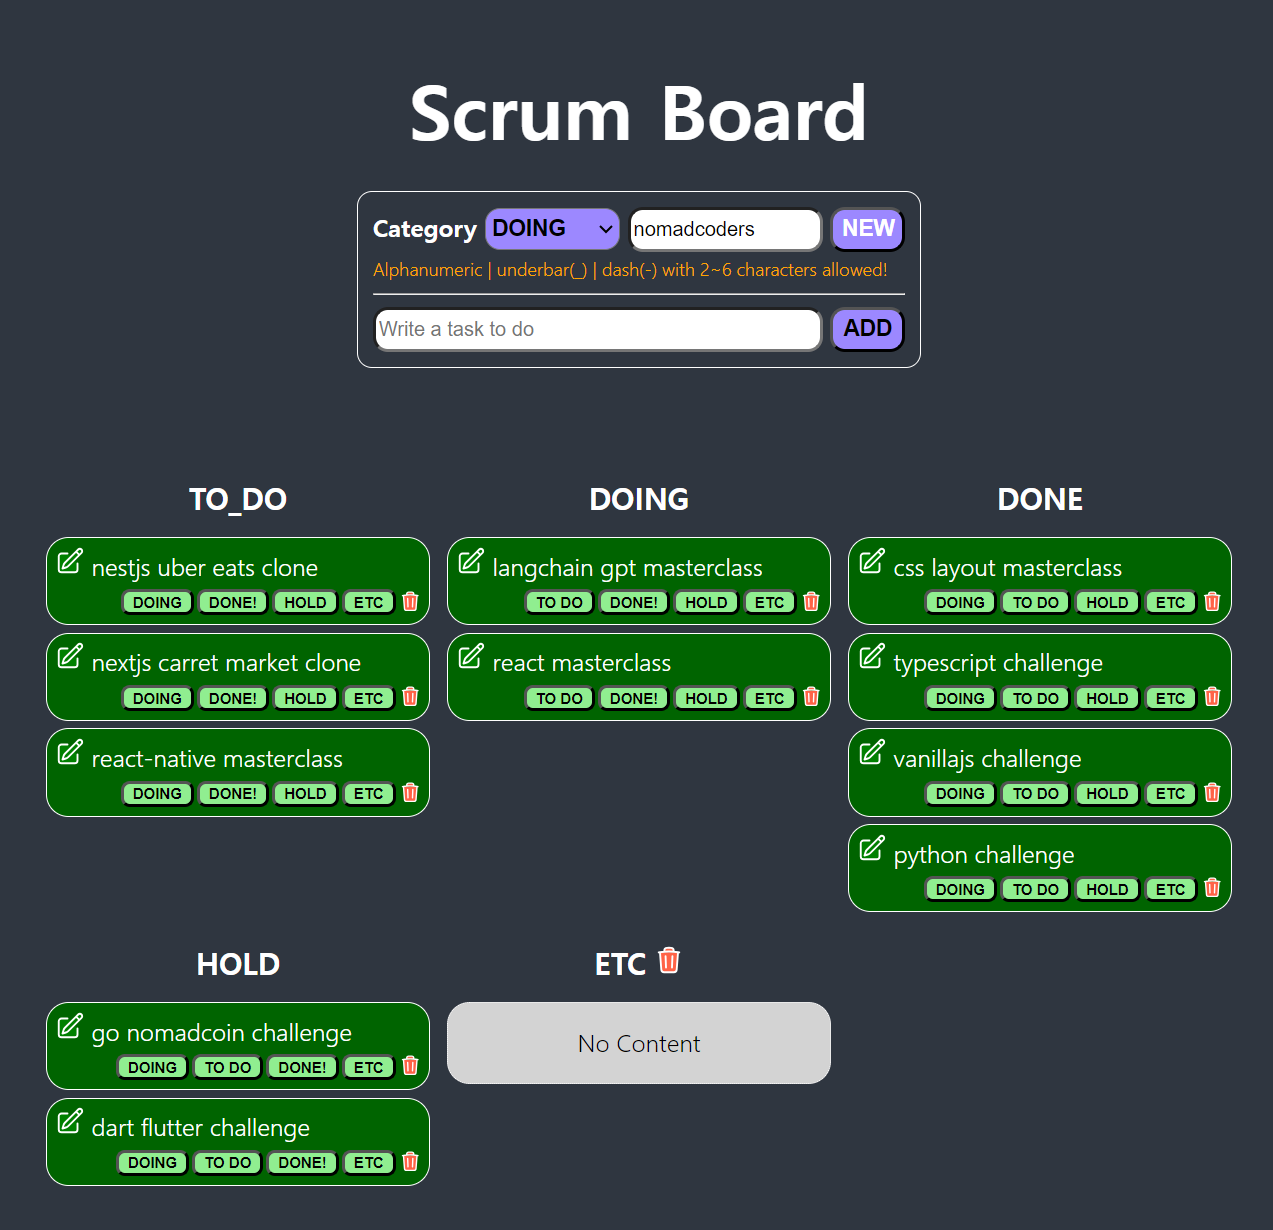 Scrum Board
Category DOING nomadcoders NEW
Alphanumeric | underbar(_) | dash(-) with 2~6 characters allowed!
Write a task to do ADD
TO_DO
nestjs uber eats clone
DOING DONE! HOLD ETC
nextjs carret market clone
DOING DONE! HOLD ETC
react-native masterclass
DOING DONE! HOLD ETC
DOING
langchain gpt masterclass
TO DO DONE! HOLD ETC
react masterclass
TO DO DONE! HOLD ETC
DONE
css layout masterclass
DOING TO DO HOLD ETC
typescript challenge
DOING TO DO HOLD ETC
vanillajs challenge
DOING TO DO HOLD ETC
python challenge
DOING TO DO HOLD ETC
HOLD
go nomadcoin challenge
DOING TO DO DONE! ETC
dart flutter challenge
DOING TO DO DONE! ETC
ETC
No Content